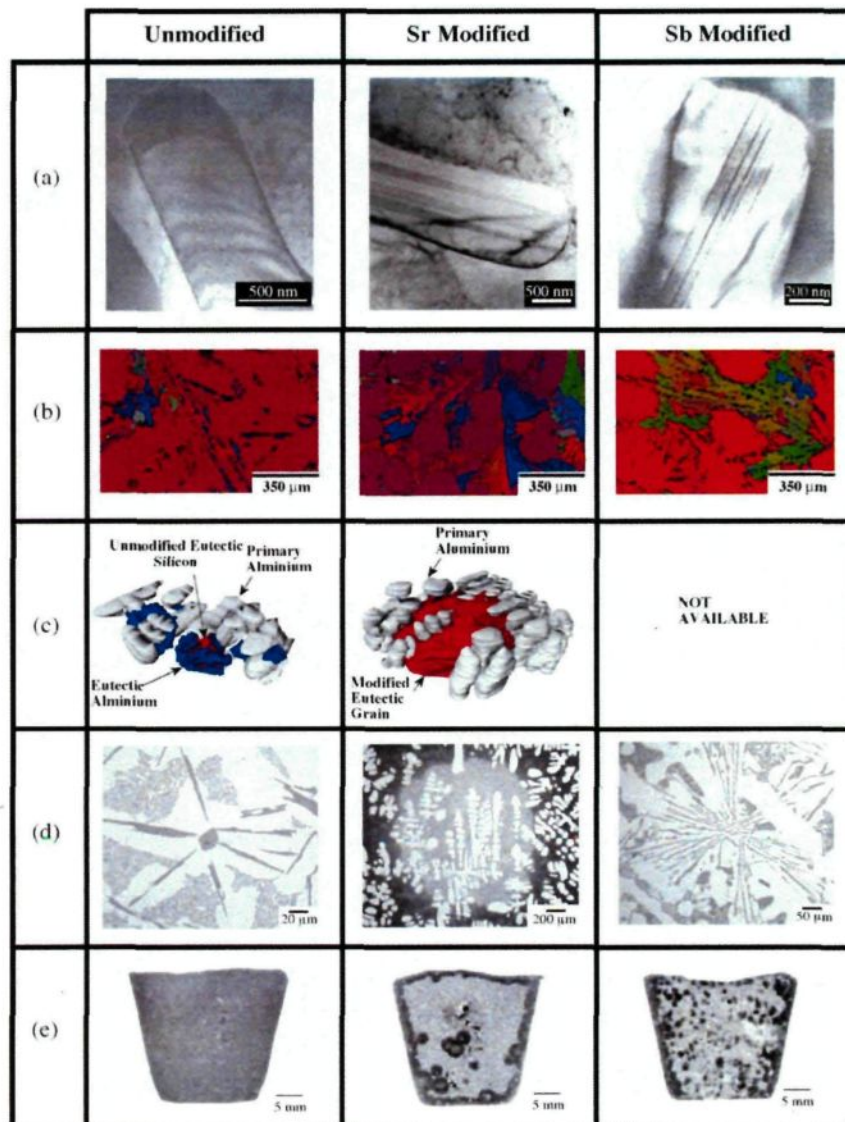 Unmodified
Sr Modified
Sb Modified
(a)
500 nm
500 nm
200 nm
(b)
350 μm
350 μm
350 μm
(c)
Unmodified Eutectic
Silicon
Primary
Alminium
Eutectic
Alminium
Primary
Aluminium
Modified
Eutectic
Grain
NOT
AVAILABLE
(d)
20 μm
200 μm
50 μm
(e)
5 mm
5 mm
5 mm